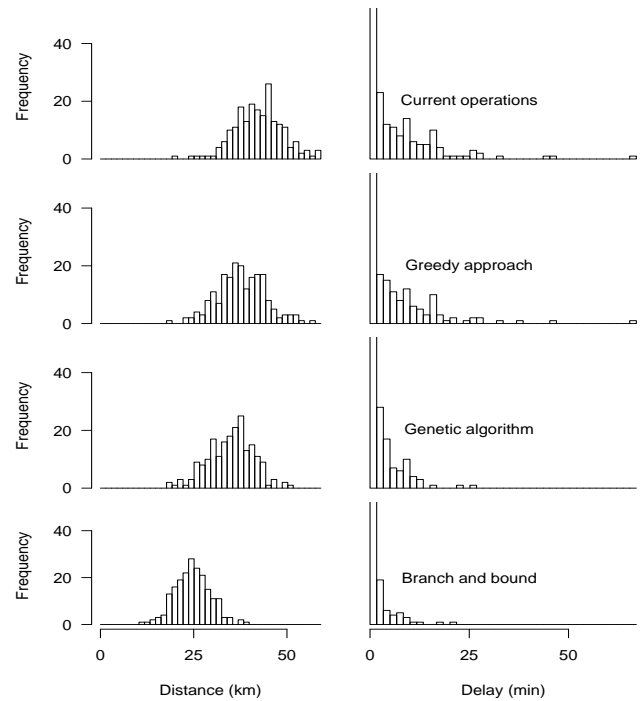 Frequency
40
20
0
Current operations
Frequency
40
20
0
Greedy approach
Frequency
40
20
0
Genetic algorithm
Frequency
40
20
0
Branch and bound
0 25 50
0 25 50
Distance (km)
Delay (min)